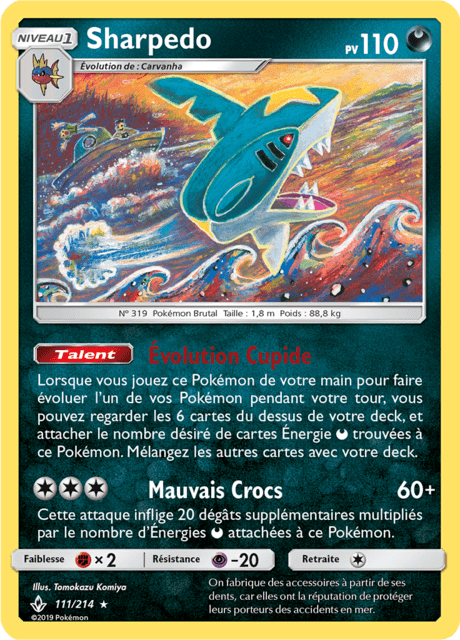 NIVEAU 1
Sharpedo
PV 110
Évolution de : Carvanha
N° 319 Pokémon Brutal Taille : 1,8 m Poids : 88,8 kg
Talent Évolution Cupide
Lorsque vous jouez ce Pokémon de votre main pour faire
évoluer l'un de vos Pokémon pendant votre tour, vous
pouvez regarder les 6 cartes du dessus de votre deck, et
attacher le nombre désiré de cartes Énergie trouvées à
ce Pokémon. Mélangez les autres cartes avec votre deck.
Mauvais Crocs 60+
Cette attaque inflige 20 dégâts supplémentaires multipliés
par le nombre d'Énergies attachées à ce Pokémon.
Faiblesse × 2 Résistance -20 Retraite
Illus. Tomokazu Komiya
111/214 ★
©2019 Pokémon
On fabrique des accessoires à partir de ses
dents, car elles ont la réputation de protéger
leurs porteurs des accidents en mer.